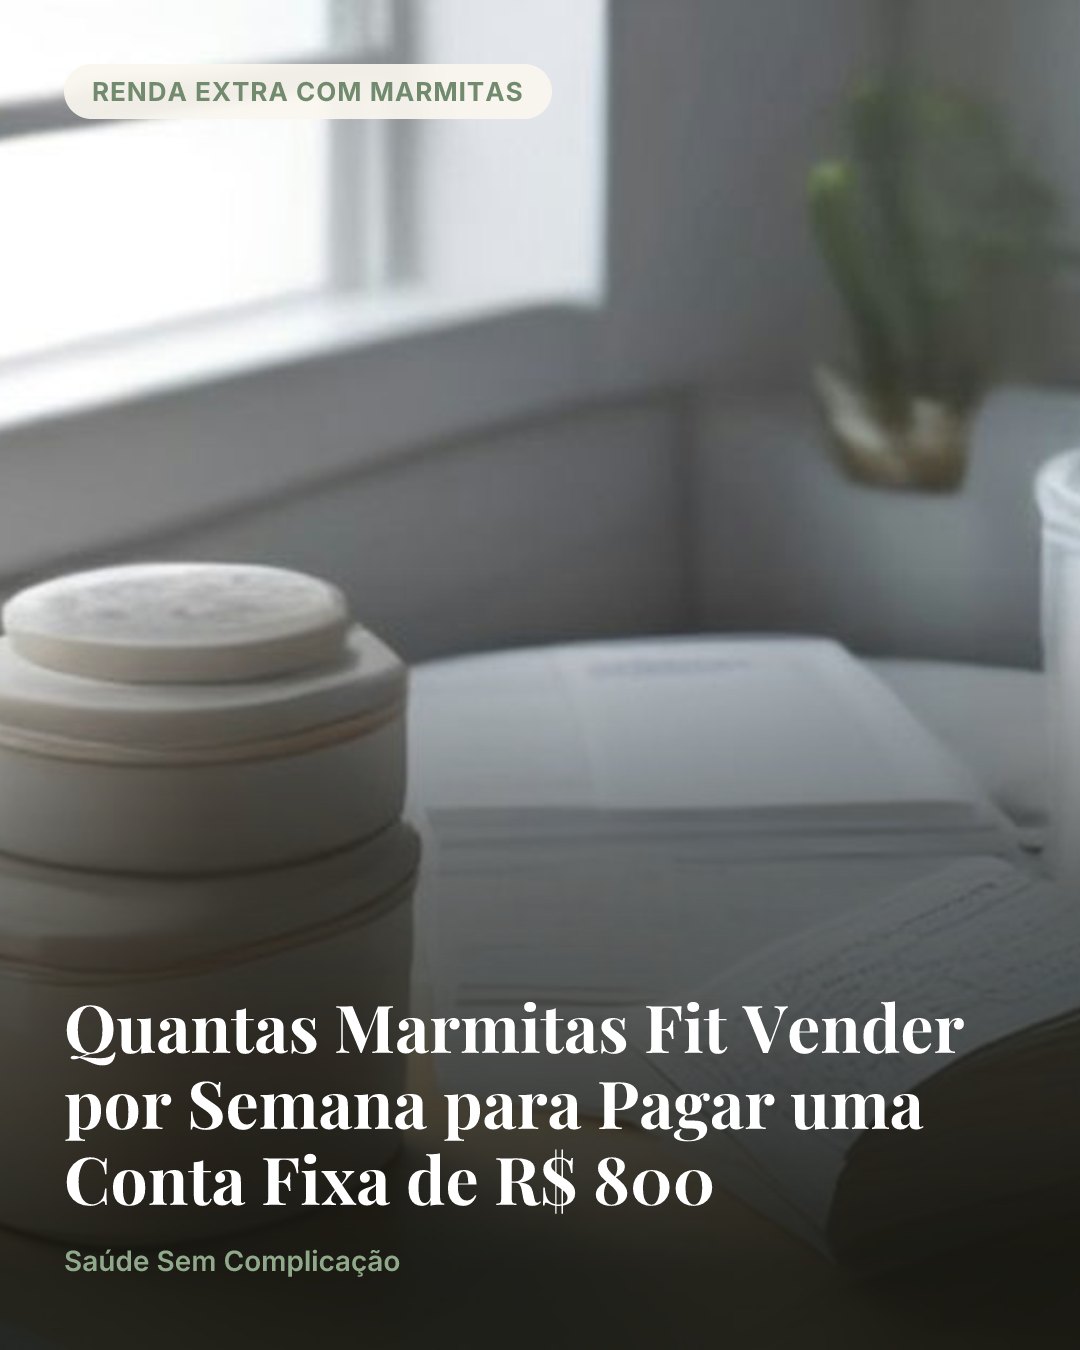 RENDA EXTRA COM MARMITAS
Quantas Marmitas Fit Vender
por Semana para Pagar uma
Conta Fixa de R$ 800
Saúde Sem Complicação